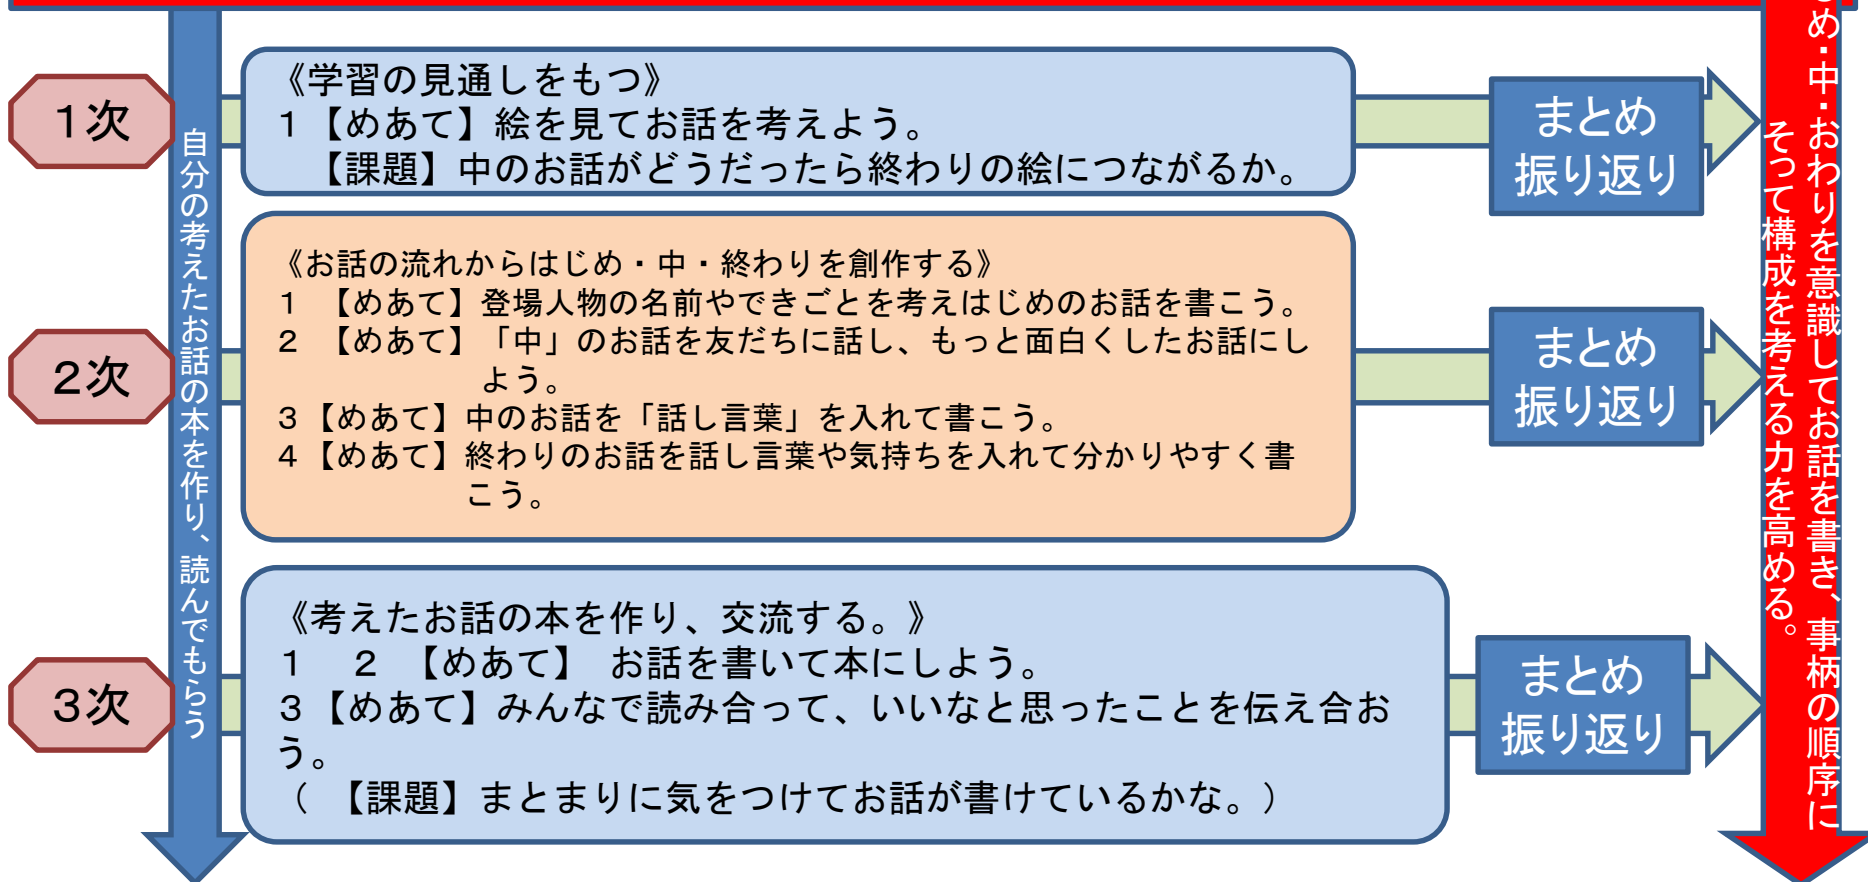 1次
《学習の見通しをもつ》
1 【めあて】絵を見てお話を考えよう。
【課題】中のお話がどうだったら終わりの絵につながるか。
まとめ
振り返り
2次
《お話の流れからはじめ・中・終わりを創作する》
1 【めあて】登場人物の名前やできごとを考えはじめのお話を書こう。
2 【めあて】「中」のお話を友だちに話し、もっと面白くしたお話にし
よう。
3【めあて】中のお話を「話し言葉」を入れて書こう。
4【めあて】終わりのお話を話し言葉や気持ちを入れて分かりやすく書
こう。
まとめ
振り返り
3次
《考えたお話の本を作り、交流する。》
1 2 【めあて】 お話を書いて本にしよう。
3【めあて】みんなで読み合って、いいなと思ったことを伝え合お
う。
( 【課題】まとまりに気をつけてお話が書けているかな。)
まとめ
振り返り
自分の考えたお話の本を作り、読んでもらう
め・中・おわりを意識してお話を書き、事柄の順序に
そって構成を考える力を高める。